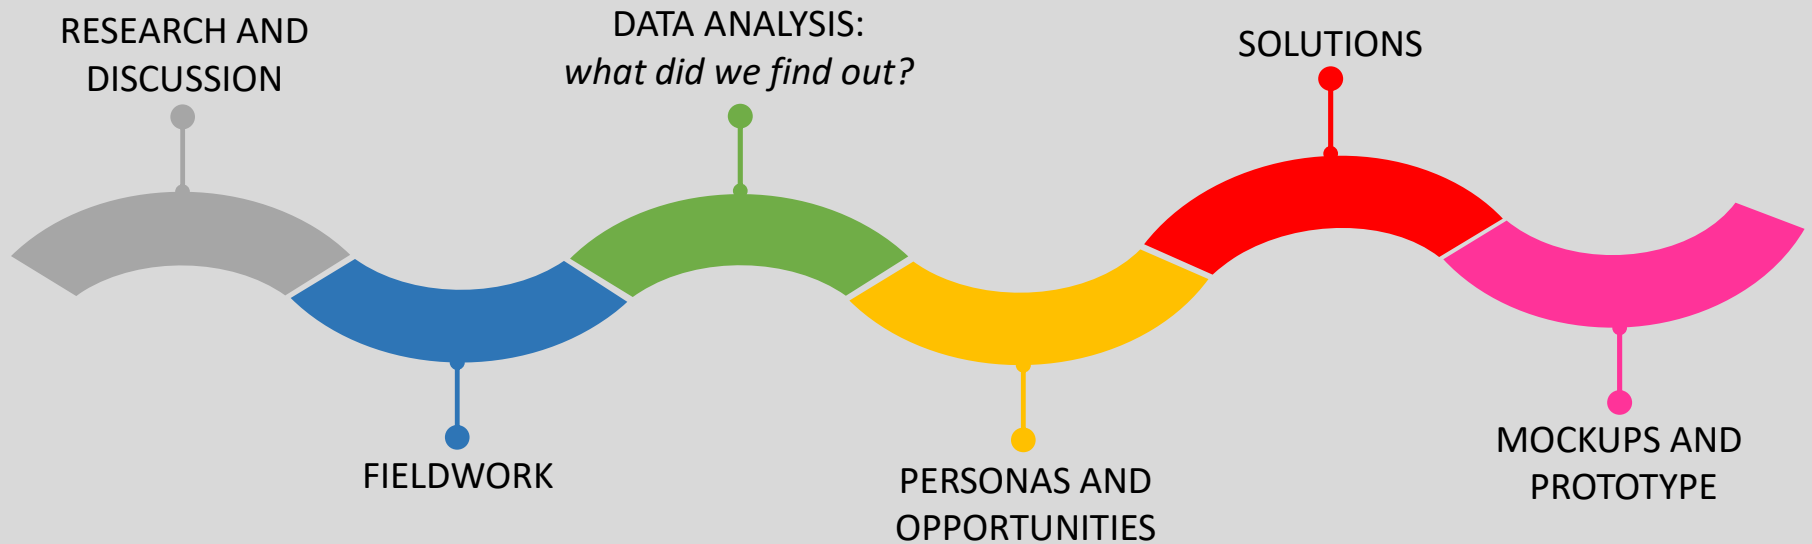 RESEARCH AND
DISCUSSION
FIELDWORK
DATA ANALYSIS:
what did we find out?
PERSONAS AND
OPPORTUNITIES
SOLUTIONS
MOCKUPS AND
PROTOTYPE